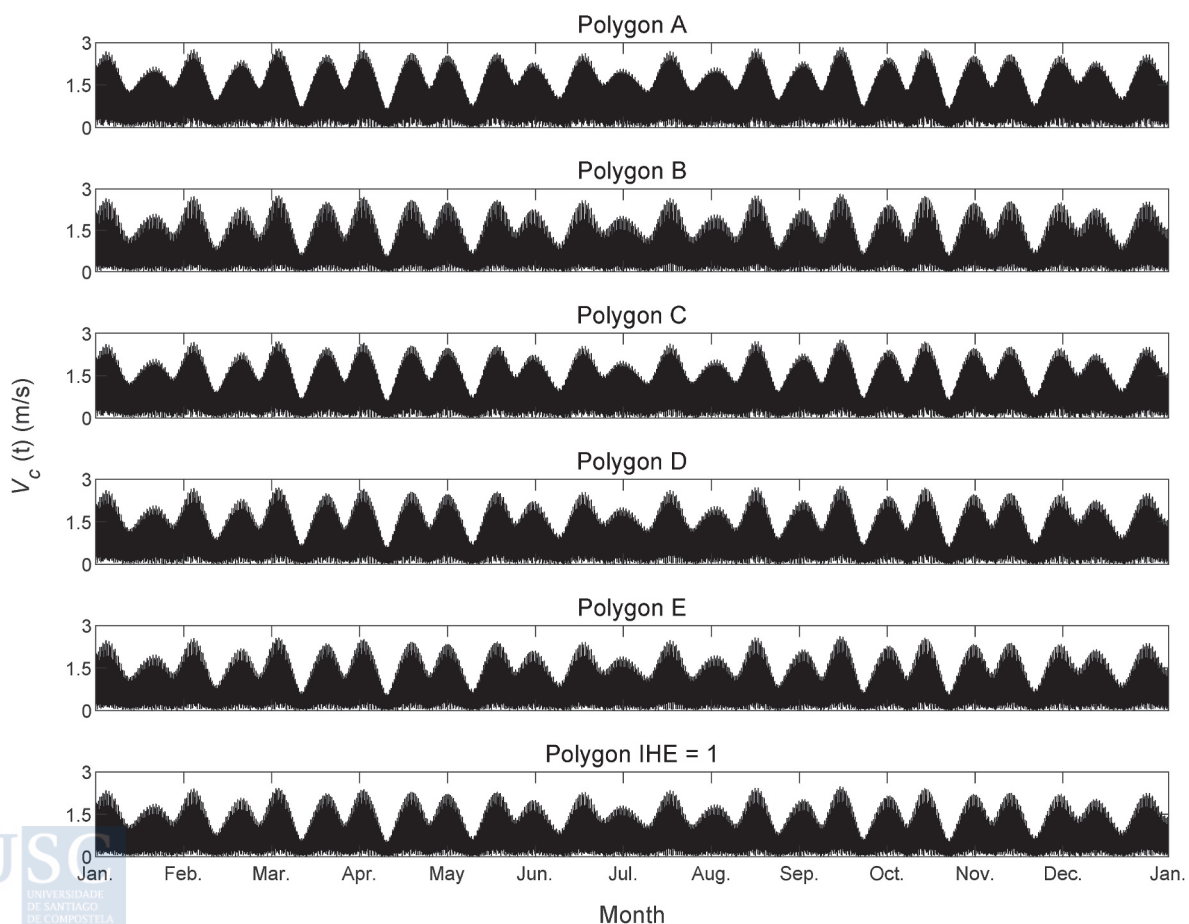 Polygon A
3
1.5
0
Polygon B
3
1.5
0
Polygon C
3
1.5
0
Polygon D
3
1.5
0
Polygon E
3
1.5
0
Polygon IHE = 1
3
1.5
0
V_c (t) (m/s)
Jan. Feb. Mar. Apr. May Jun. Jul. Aug. Sep. Oct. Nov. Dec. Jan.
Month
USC
UNIVERSIDADE
DE SANTIAGO
DE COMPOSTELA